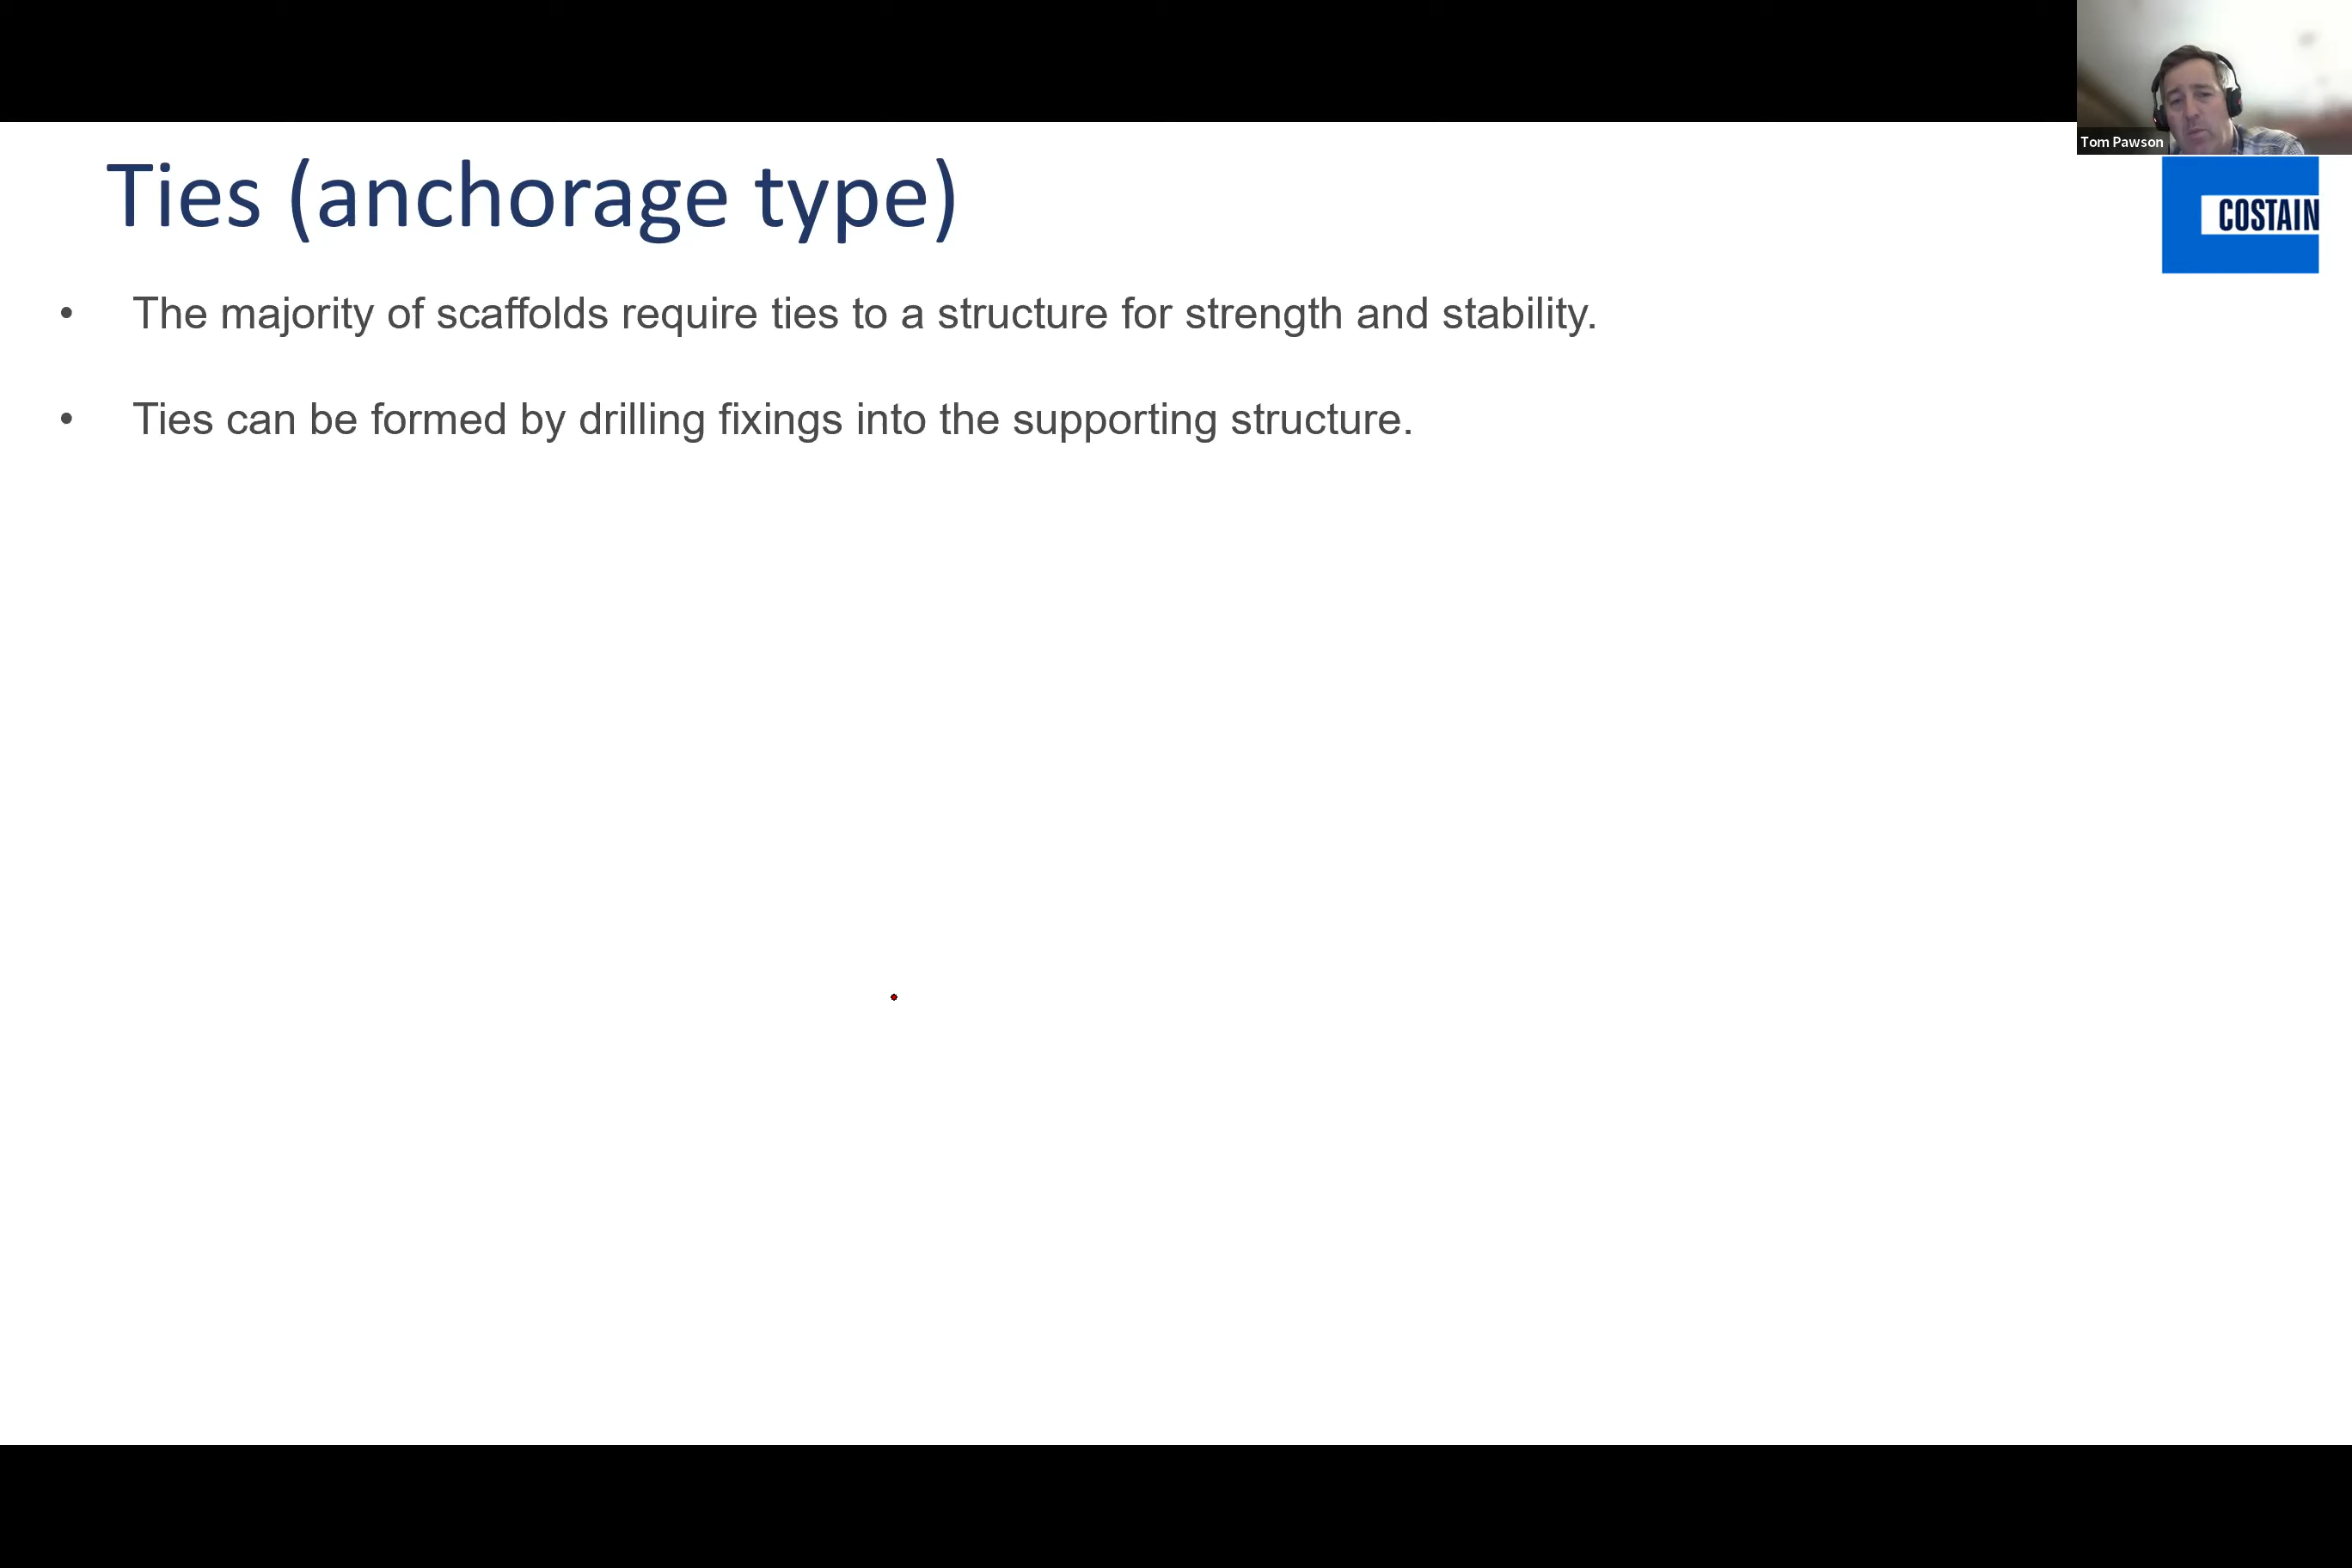 Tom Pawson
Ties (anchorage type)
COSTAIN
• The majority of scaffolds require ties to a structure for strength and stability.
• Ties can be formed by drilling fixings into the supporting structure.